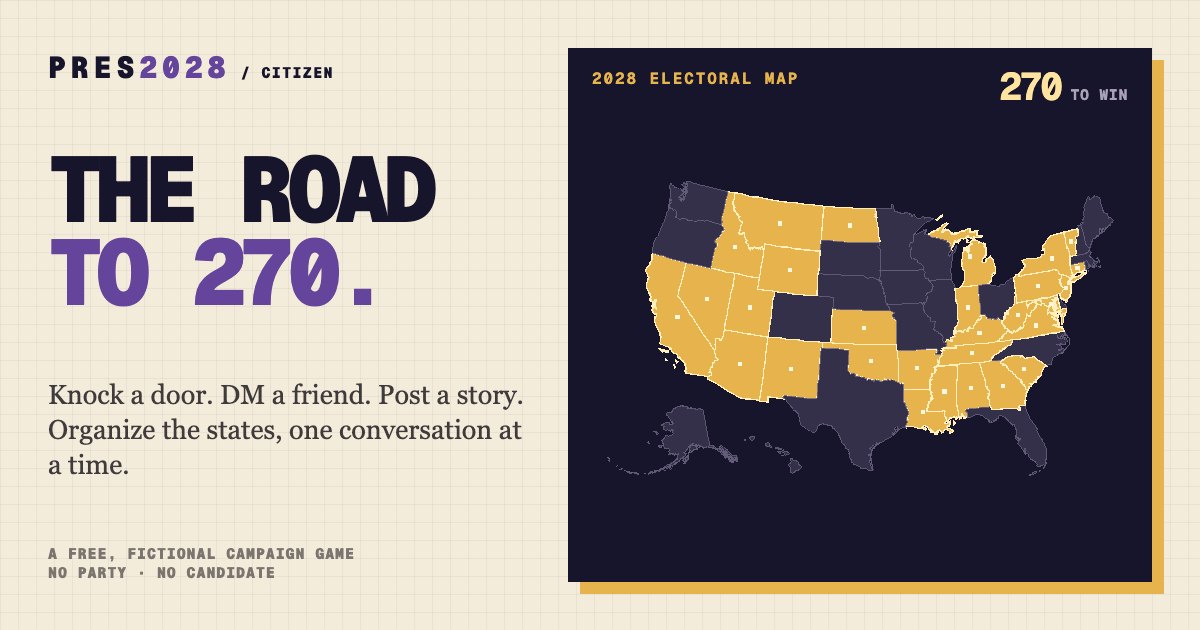 PRES2028 / CITIZEN
THE ROAD
TO 270.
Knock a door. DM a friend. Post a story.
Organize the states, one conversation at
a time.
A FREE, FICTIONAL CAMPAIGN GAME
NO PARTY · NO CANDIDATE
2028 ELECTORAL MAP
270 TO WIN